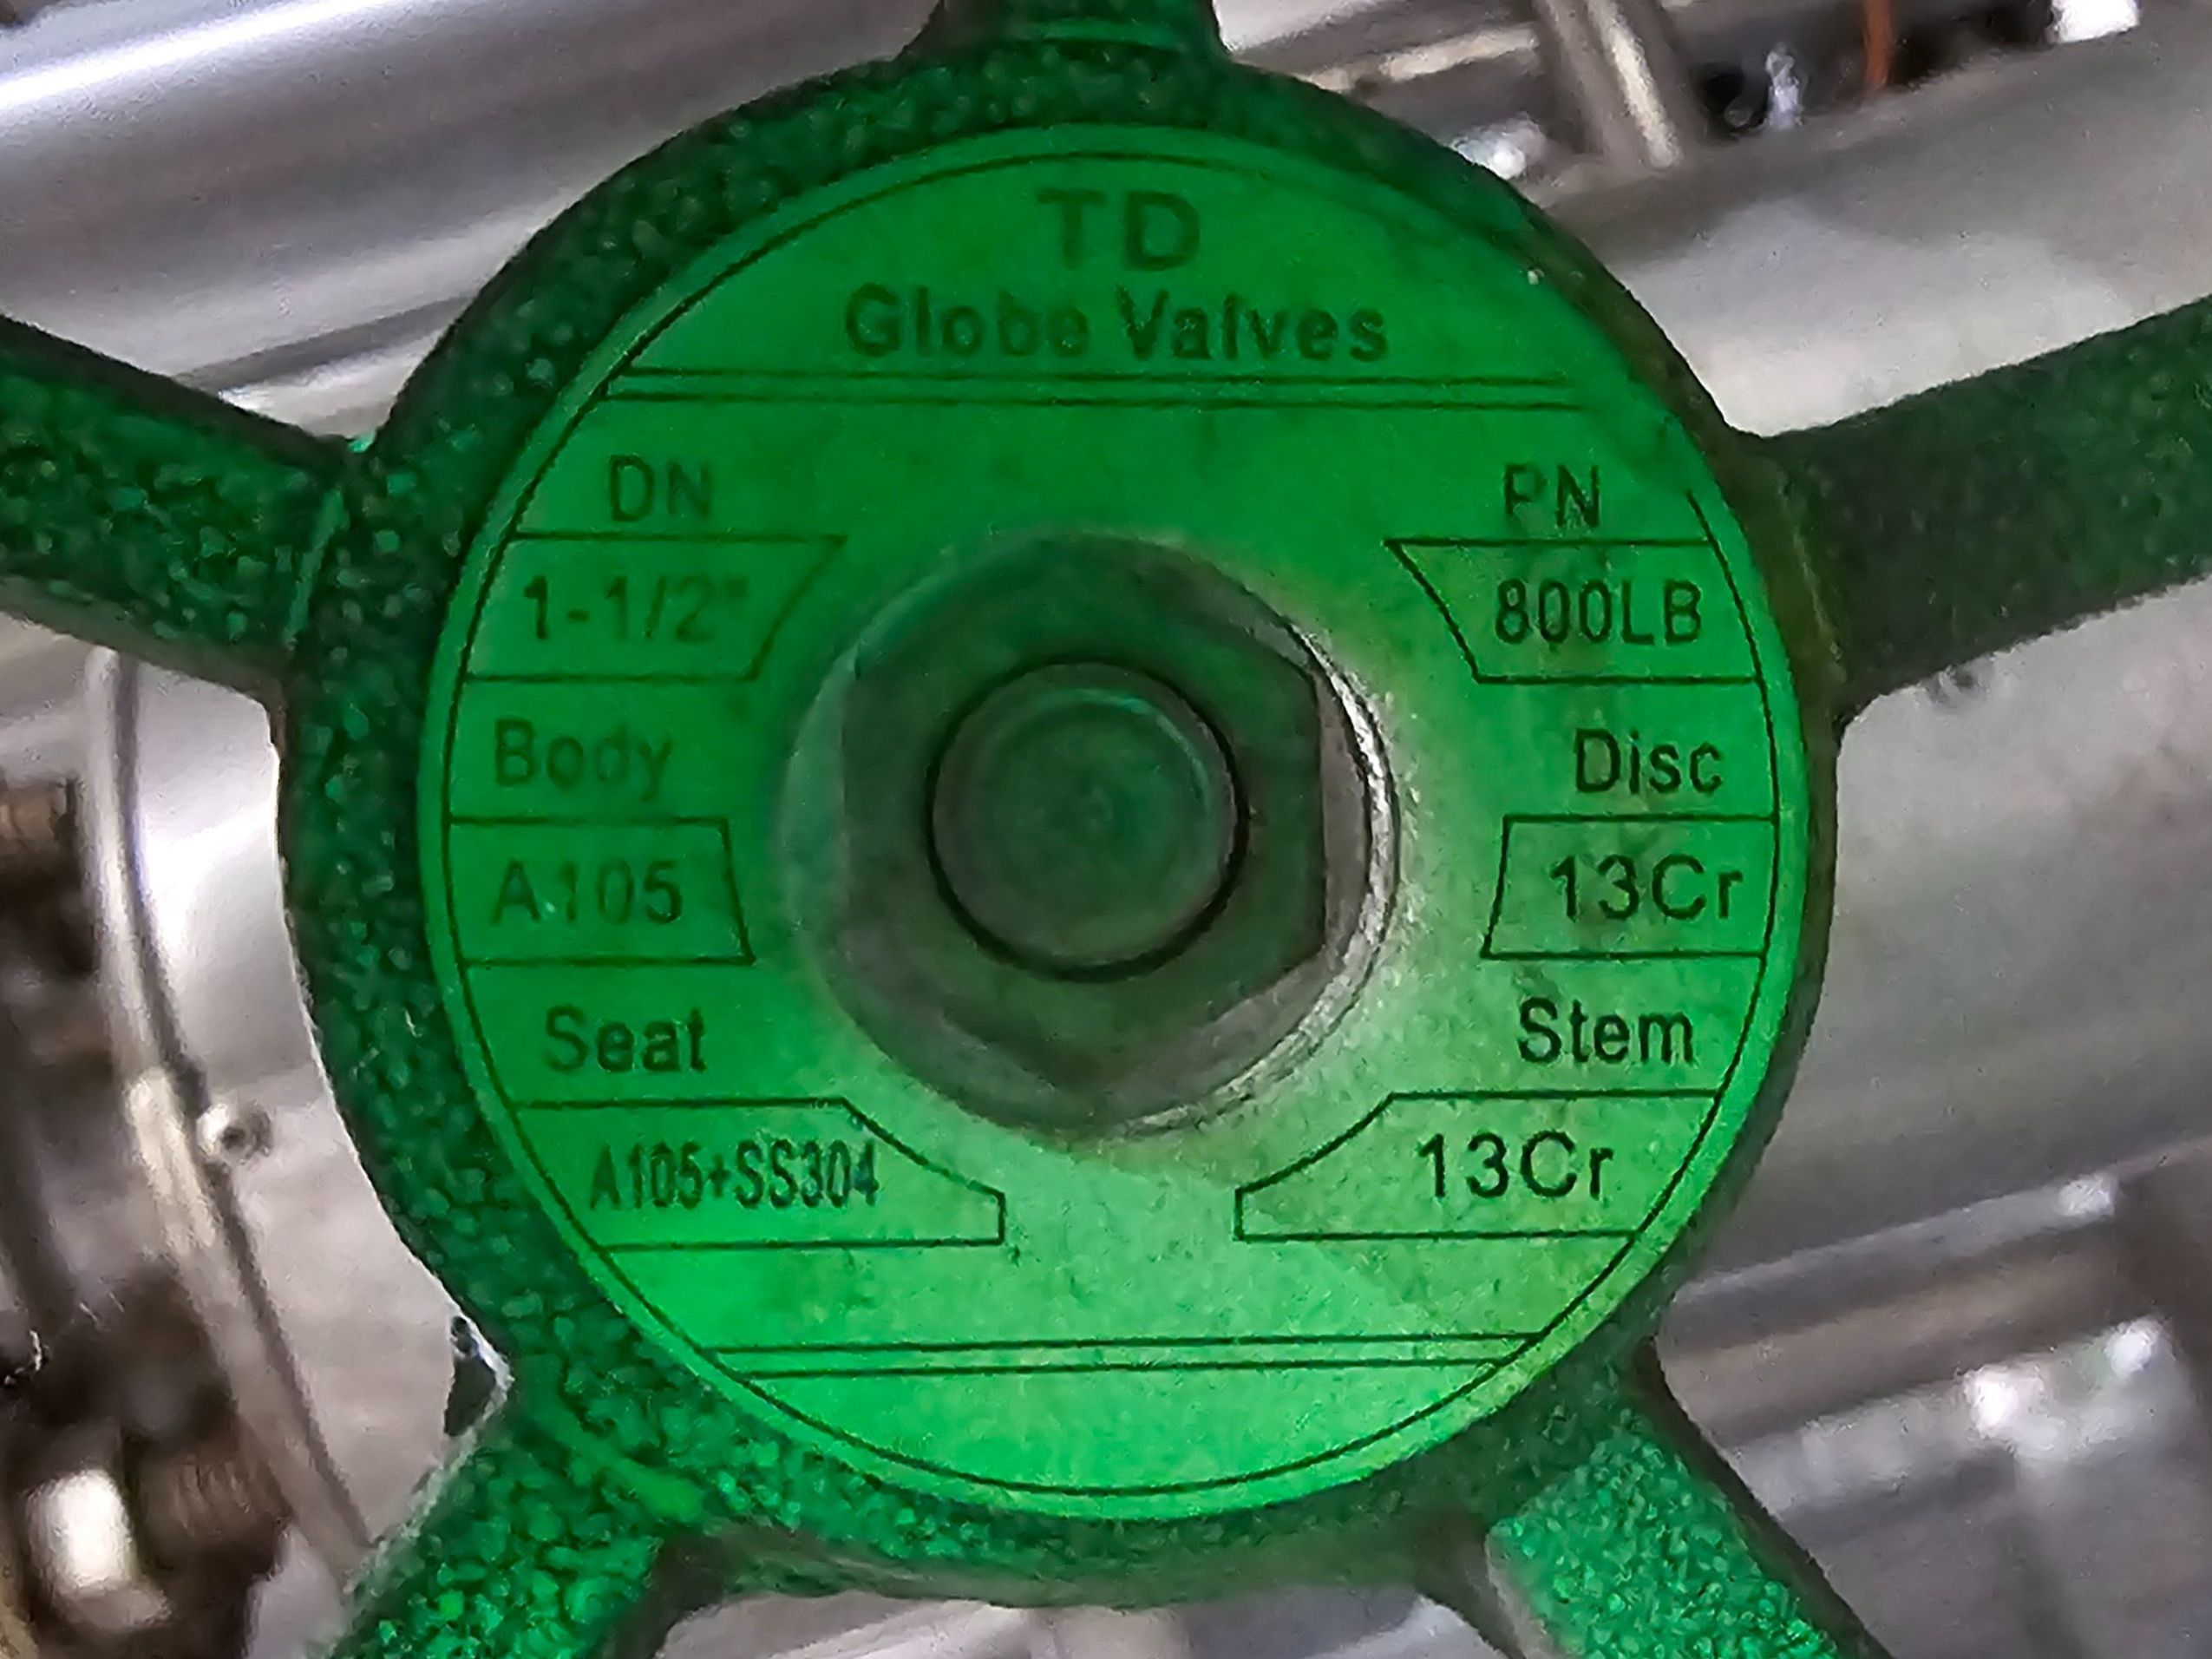 TD
Globe Valves
DN
PN
1-1/2"
800LB
Body
Disc
A105
13Cr
Seat
Stem
A105+SS304
13Cr